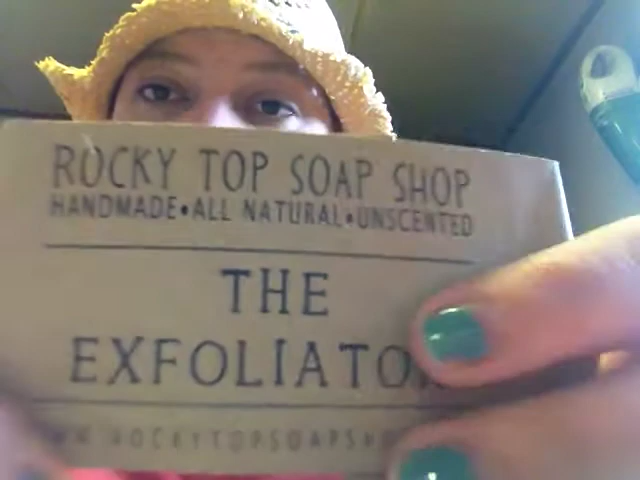 ROCKY TOP SOAP SHOP
HANDMADE•ALL NATURAL•UNSCENTED
THE
EXFOLIATO